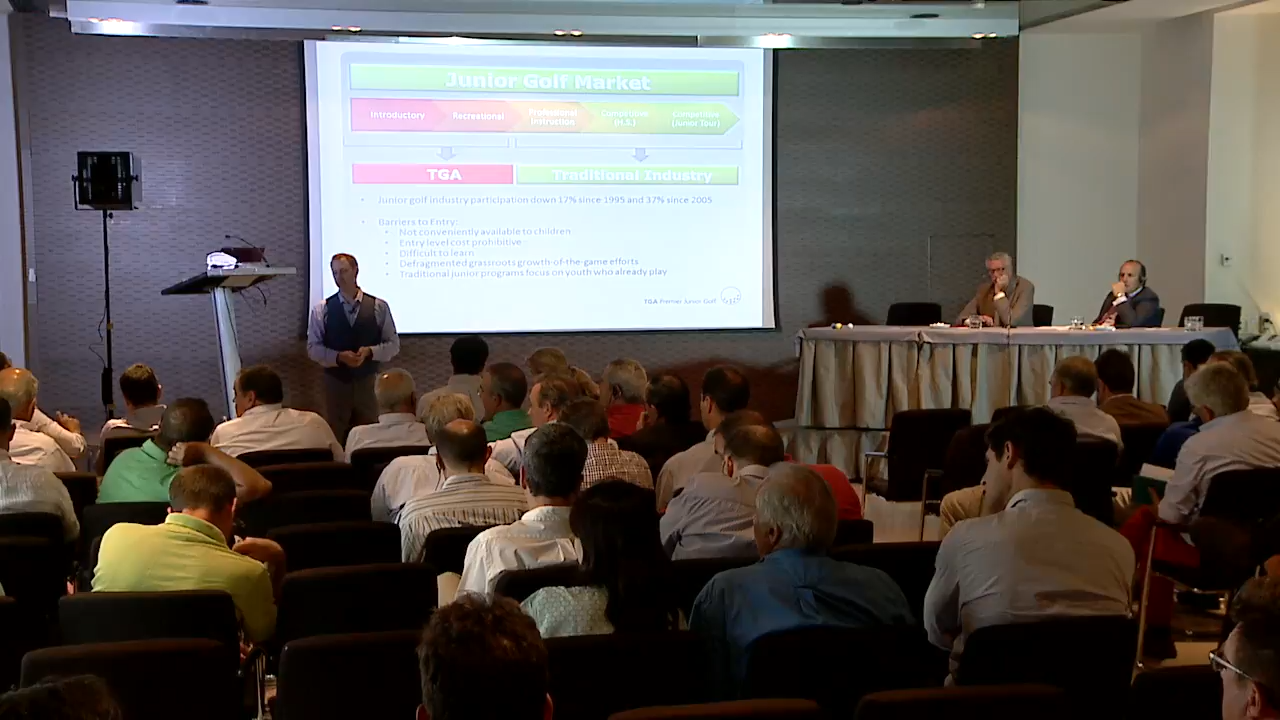 Junior Golf Market
Introductory
Recreational
Professional
Instruction
Competitive
(H.S.)
Competitive
(Junior Tour)
TGA
Traditional Industry
• Junior golf industry participation down 17% since 1995 and 37% since 2005
• Barriers to Entry:
• Not conveniently available to children
• Entry level cost prohibitive
• Difficult to learn
• Defragmented grassroots growth-of-the-game efforts
• Traditional junior programs focus on youth who already play
TGA Premier Junior Golf